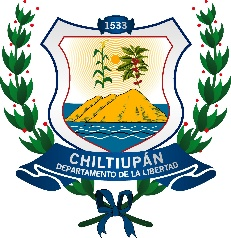 1533
CHILTIUPÁN
DEPARTAMENTO DE LA LIBERTAD